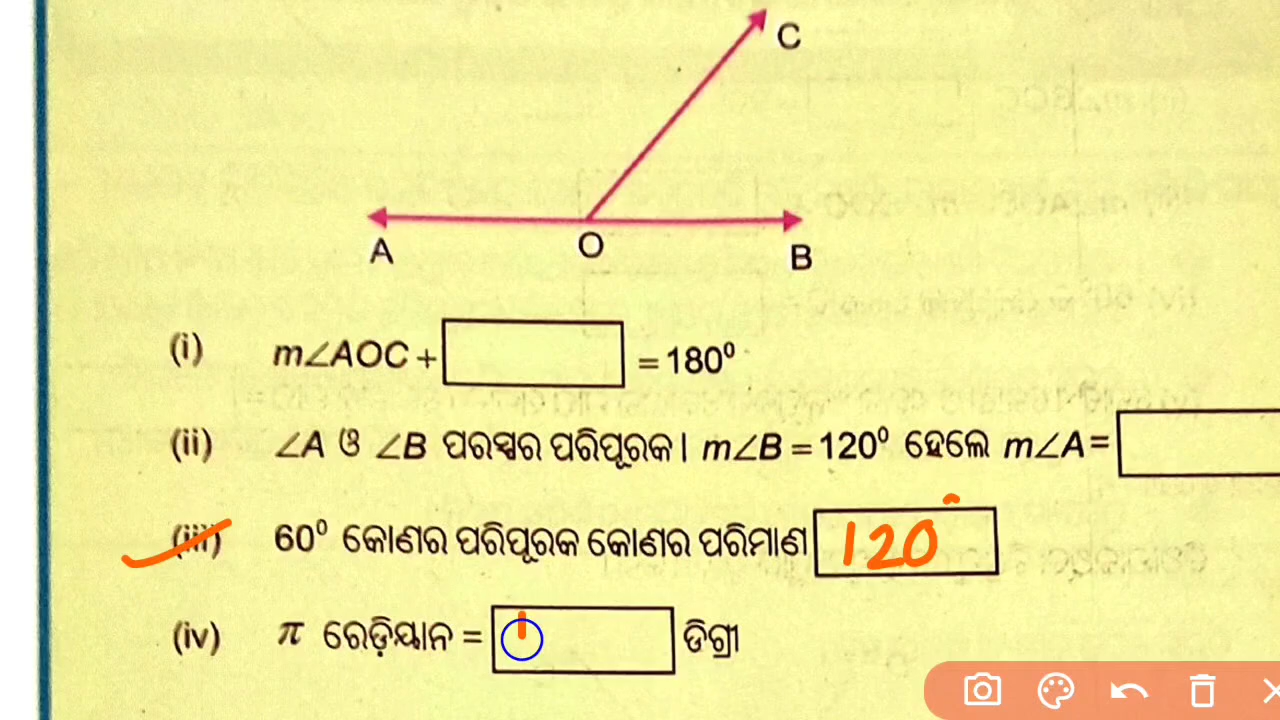 C
A O B
(i) m∠AOC + = 180⁰
(ii) ∠A ଓ ∠B ପରସ୍ପର ପରିପୂରକ। m∠B = 120⁰ ହେଲେ m∠A =
(iii) 60⁰ କୋଣର ପରିପୂରକ କୋଣର ପରିମାଣ 120°
(iv) π ରେଡ଼ିୟାନ = ଡିଗ୍ରୀ